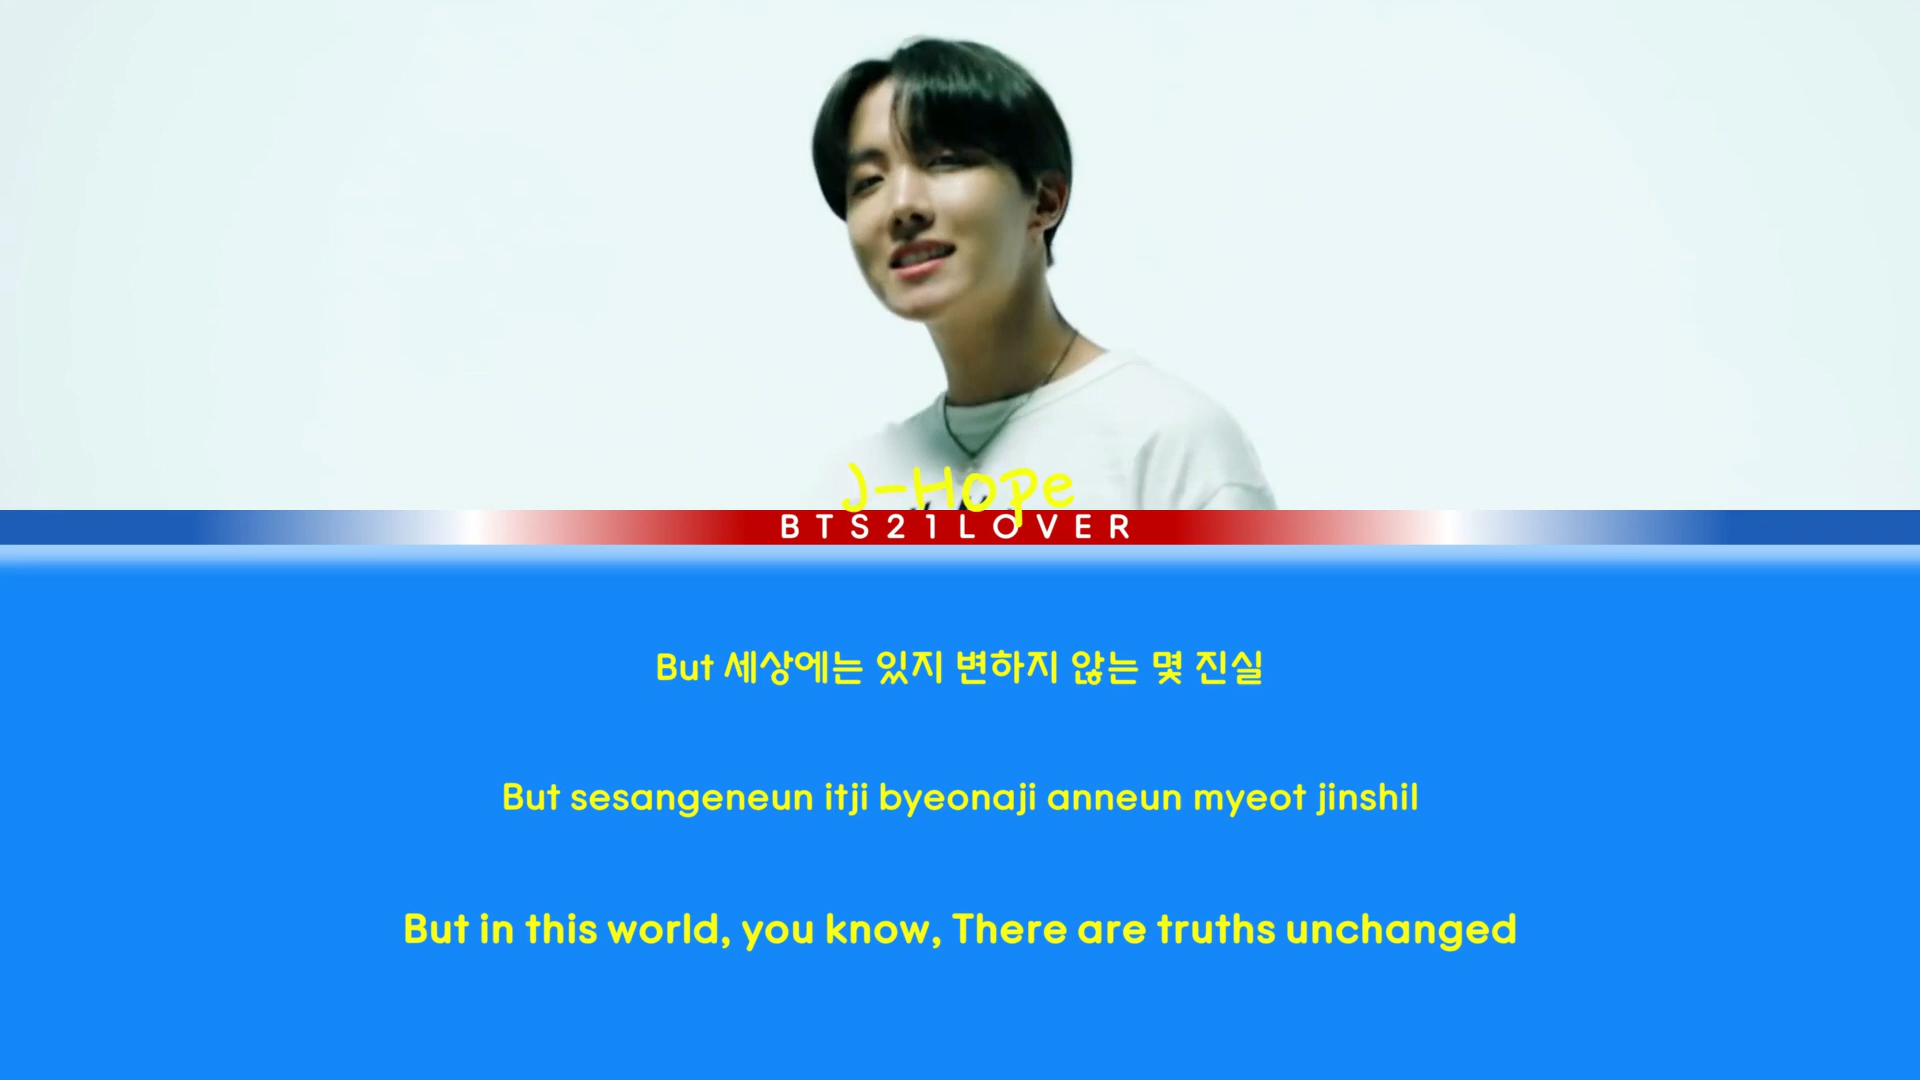 J-Hope
BTS21LOVER
But 세상에는 있지 변하지 않는 몇 진실
But sesangeneun itji byeonaji anneun myeot jinshil
But in this world, you know, There are truths unchanged